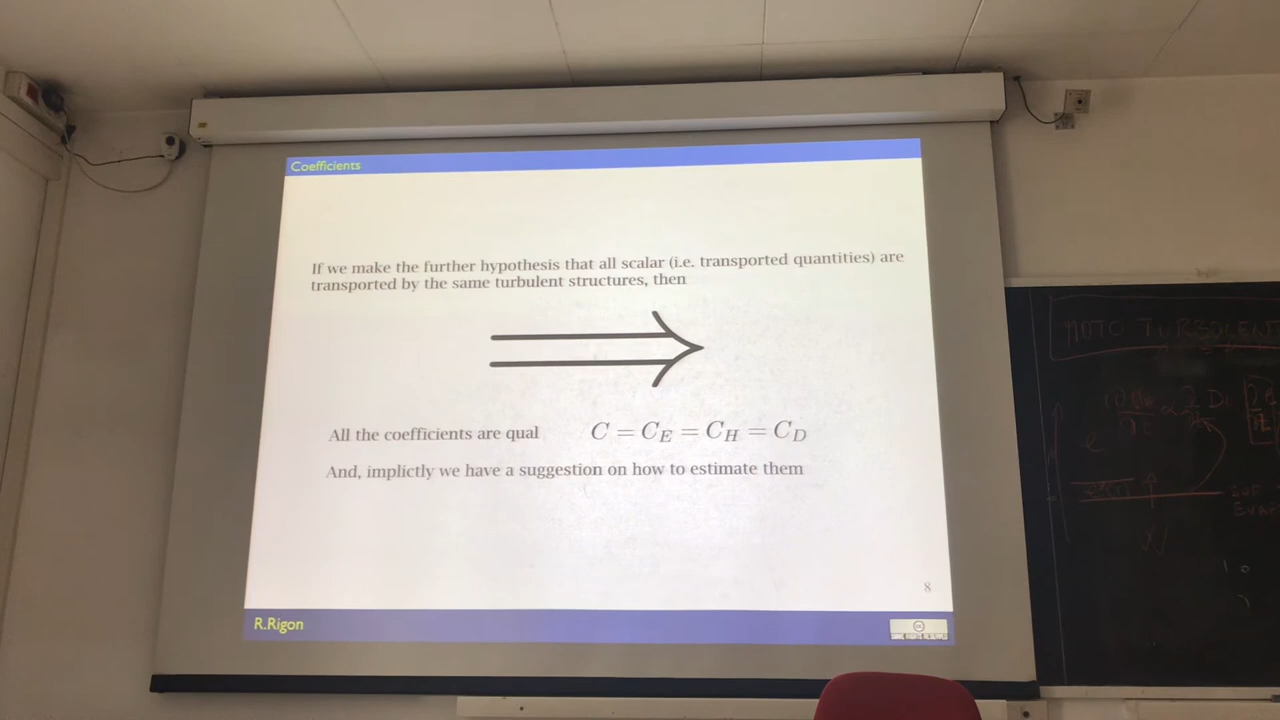 Coefficients
If we make the further hypothesis that all scalar (i.e. transported quantities) are
transported by the same turbulent structures, then
All the coefficients are qual C = C_E = C_H = C_D
And, implictly we have a suggestion on how to estimate them
8
R.Rigon
MOTO TURBOLENT